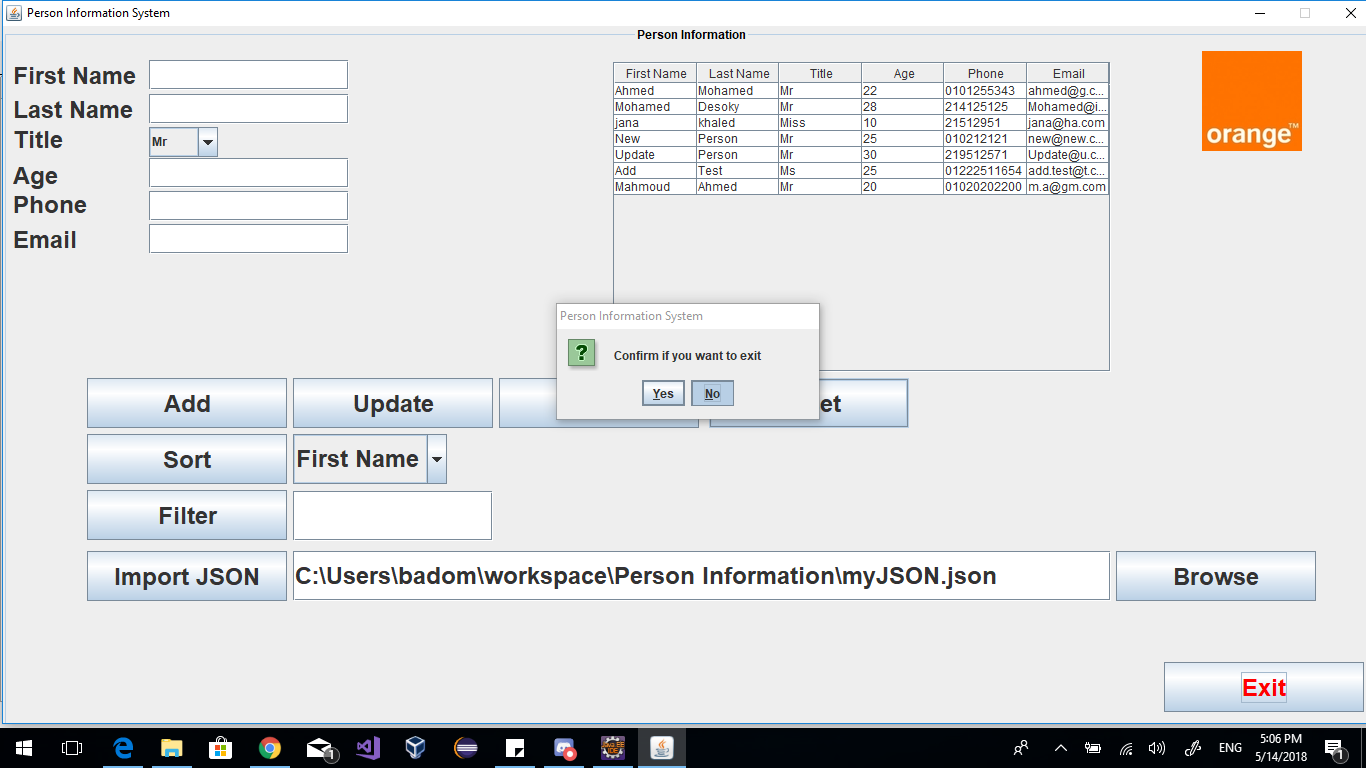 Person Information System
Person Information
First Name
Last Name
Title
Mr
Age
Phone
Email
First Name Last Name Title Age Phone Email
Ahmed Mohamed Mr 22 0101255343 ahmed@g.c...
Mohamed Desoky Mr 28 214125125 Mohamed@i...
jana khaled Miss 10 21512951 jana@ha.com
New Person Mr 25 010212121 new@new.c...
Update Person Mr 30 219512571 Update@u.c...
Add Test Ms 25 01222511654 add.test@t.c...
Mahmoud Ahmed Mr 20 01020202200 m.a@gm.com
orange™
Person Information System
?
Confirm if you want to exit
Yes No
Add Update et
Sort First Name
Filter
Import JSON C:\Users\badom\workspace\Person Information\myJSON.json Browse
Exit
1
ENG
5:06 PM
5/14/2018
1